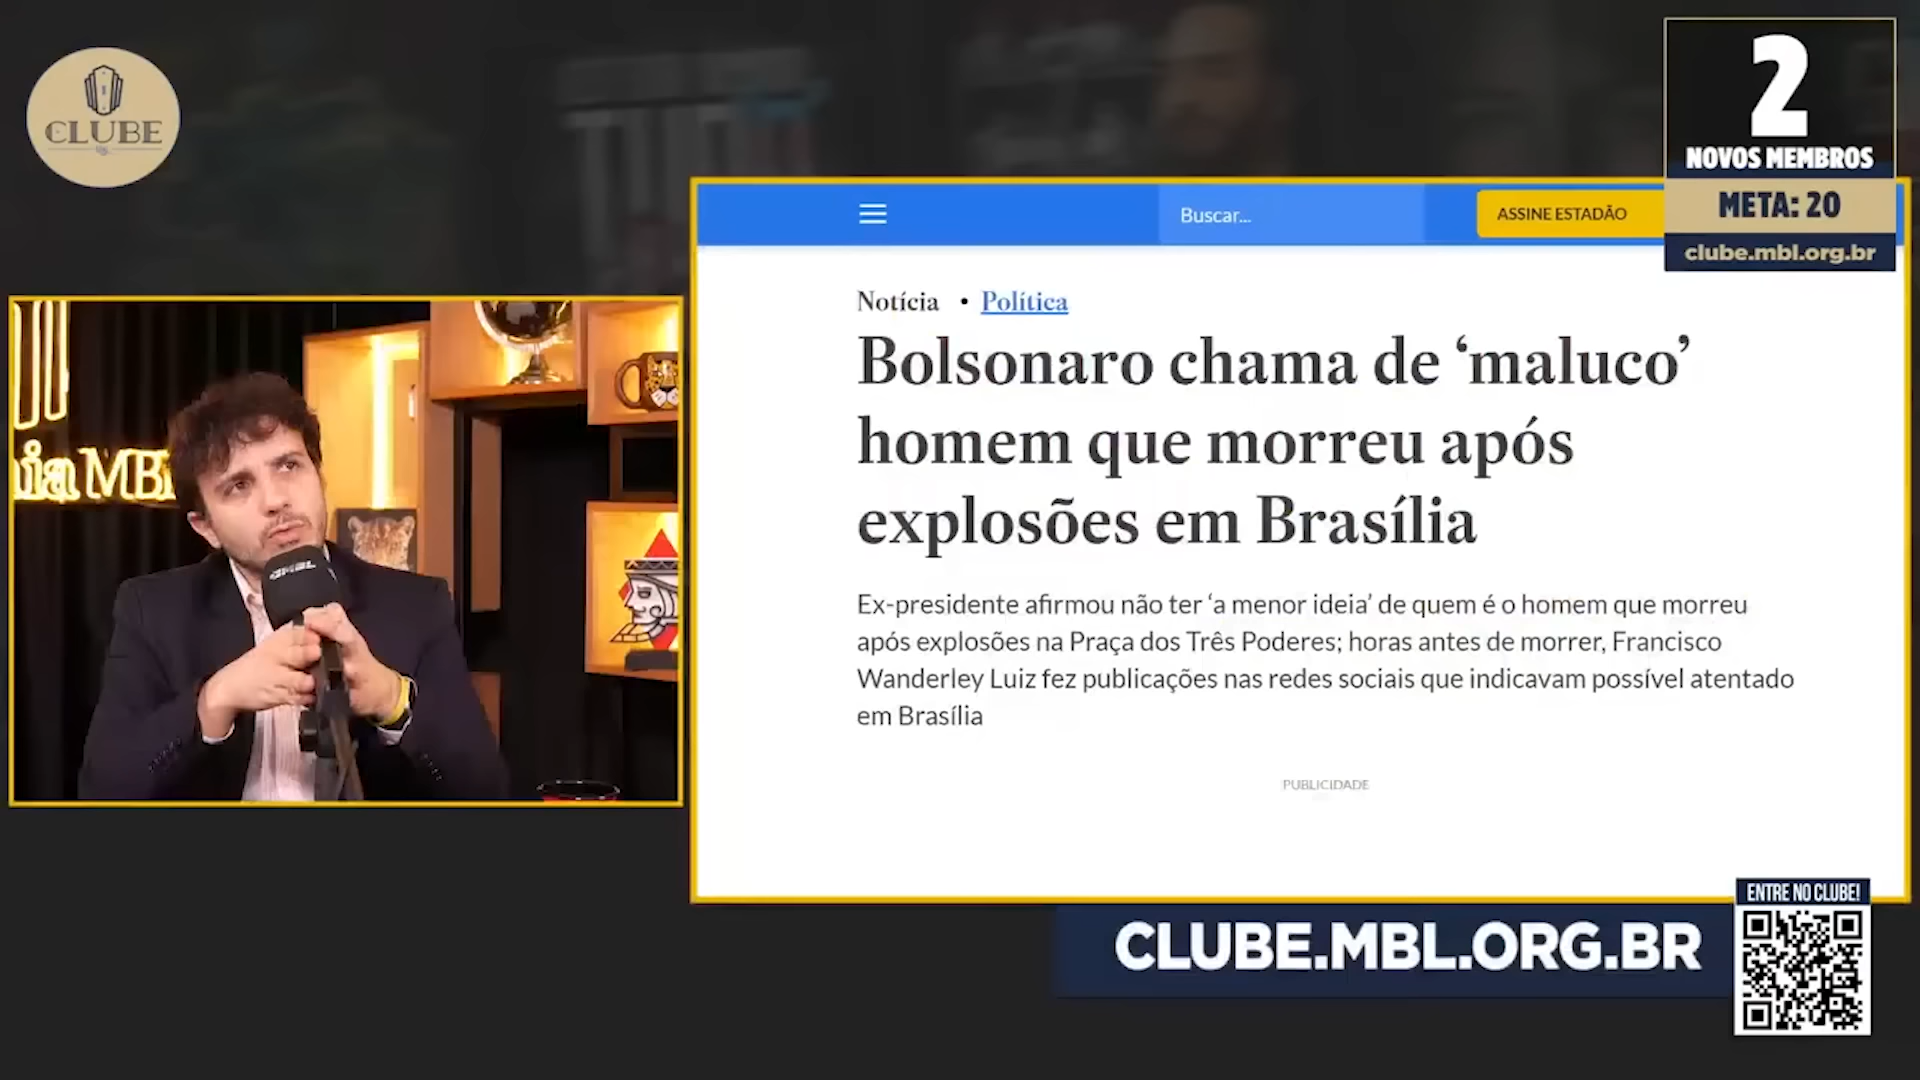 CLUBE
2
NOVOS MEMBROS
META: 20
clube.mbl.org.br
Buscar...
ASSINE ESTADÃO
Notícia • Política
Bolsonaro chama de ‘maluco’
homem que morreu após
explosões em Brasília
Ex-presidente afirmou não ter ‘a menor ideia’ de quem é o homem que morreu
após explosões na Praça dos Três Poderes; horas antes de morrer, Francisco
Wanderley Luiz fez publicações nas redes sociais que indicavam possível atentado
em Brasília
PUBLICIDADE
MBL
ENTRE NO CLUBE!
CLUBE.MBL.ORG.BR